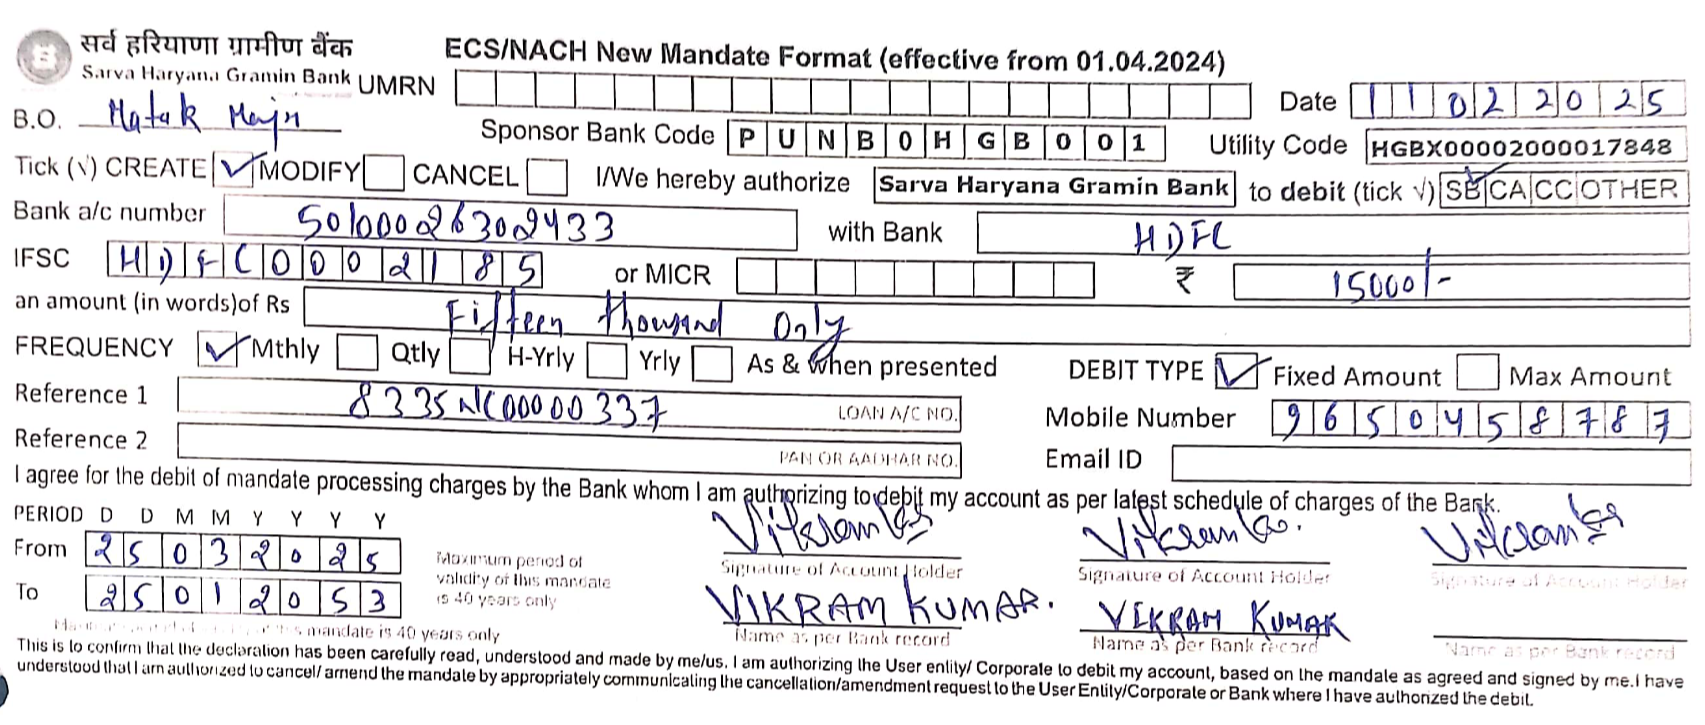 सर्व हरियाणा ग्रामीण बैंक
Sarva Haryana Gramin Bank
ECS/NACH New Mandate Format (effective from 01.04.2024)
UMRN
Date 11022025
B.O. Hatak Majri
Sponsor Bank Code PUNB0HGB001 Utility Code HGBX00002000017848
Tick (√) CREATE ✓ MODIFY CANCEL I/We hereby authorize Sarva Haryana Gramin Bank to debit (tick √) SB ✓ CA CC OTHER
Bank a/c number 50100026302433 with Bank HDFC
IFSC HDFC0002185 or MICR ₹ 15000/-
an amount (in words)of Rs Fifteen thousand Only
FREQUENCY ✓ Mthly Qtly H-Yrly Yrly As & when presented DEBIT TYPE ✓ Fixed Amount Max Amount
Reference 1 8335NC00000337 LOAN A/C NO. Mobile Number 9650458787
Reference 2 PAN OR AADHAR NO. Email ID
I agree for the debit of mandate processing charges by the Bank whom I am authorizing to debit my account as per latest schedule of charges of the Bank.
PERIOD D D M M Y Y Y Y
From 25032025
To 25012053
Maximum period of
validity of this mandate
is 40 years only
Vikram Vikram Vikram
Signature of Account Holder Signature of Account Holder Signature of Account Holder
VIKRAM KUMAR. VIKRAM KUMAR
Name as per Bank record Name as per Bank record Name as per Bank record
this mandate is 40 years only
This is to confirm that the declaration has been carefully read, understood and made by me/us. I am authorizing the User entity/ Corporate to debit my account, based on the mandate as agreed and signed by me.I have
understood that I am authorized to cancel/ amend the mandate by appropriately communicating the cancellation/amendment request to the User Entity/Corporate or Bank where I have authorized the debit.